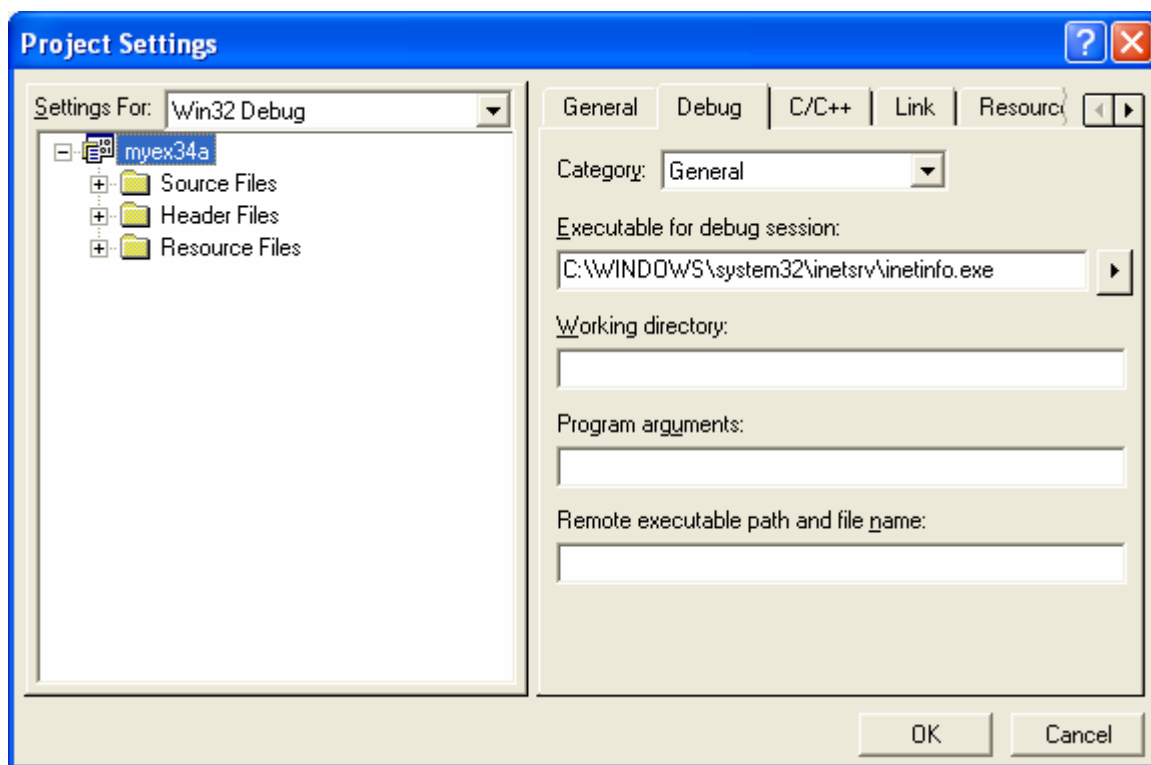 Project Settings
Settings For: Win32 Debug
myex34a
Source Files
Header Files
Resource Files
General Debug C/C++ Link Resourc
Category: General
Executable for debug session:
C:\WINDOWS\system32\inetsrv\inetinfo.exe
Working directory:
Program arguments:
Remote executable path and file name:
OK Cancel